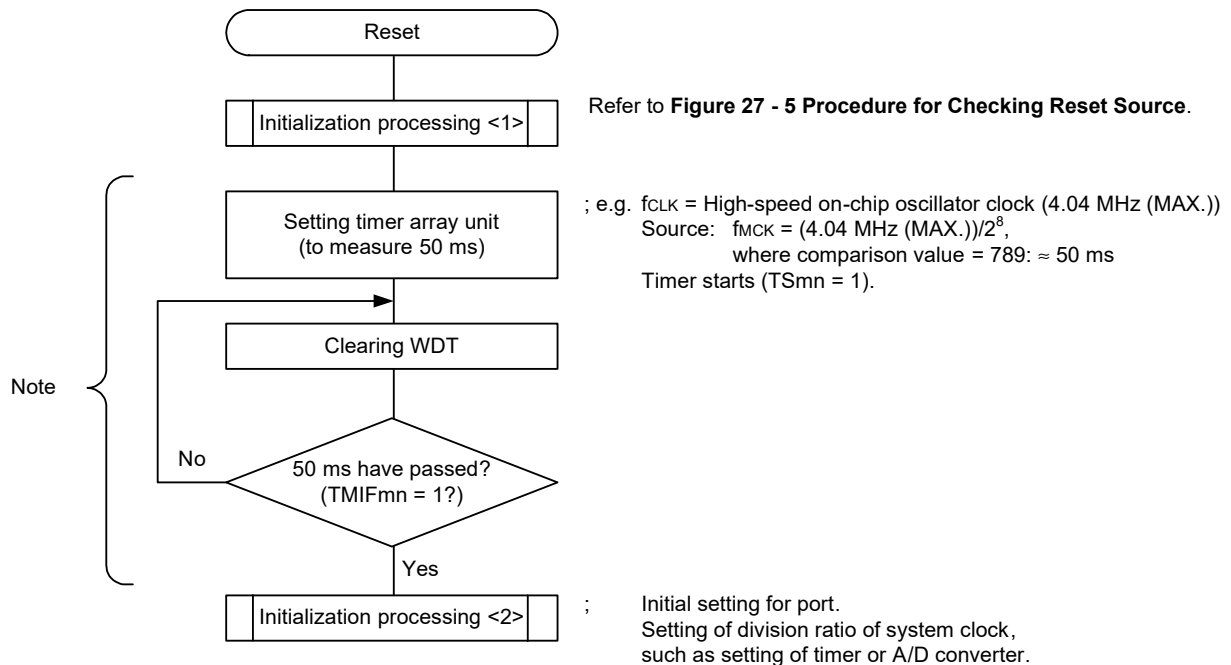 Reset
Initialization processing <1>
Refer to Figure 27 - 5 Procedure for Checking Reset Source.
Setting timer array unit
(to measure 50 ms)
; e.g. fCLK = High-speed on-chip oscillator clock (4.04 MHz (MAX.))
Source: fMCK = (4.04 MHz (MAX.))/2⁸,
where comparison value = 789: ≈ 50 ms
Timer starts (TSmn = 1).
Clearing WDT
Note
No
50 ms have passed?
(TMIFmn = 1?)
Yes
Initialization processing <2>
; Initial setting for port.
Setting of division ratio of system clock,
such as setting of timer or A/D converter.